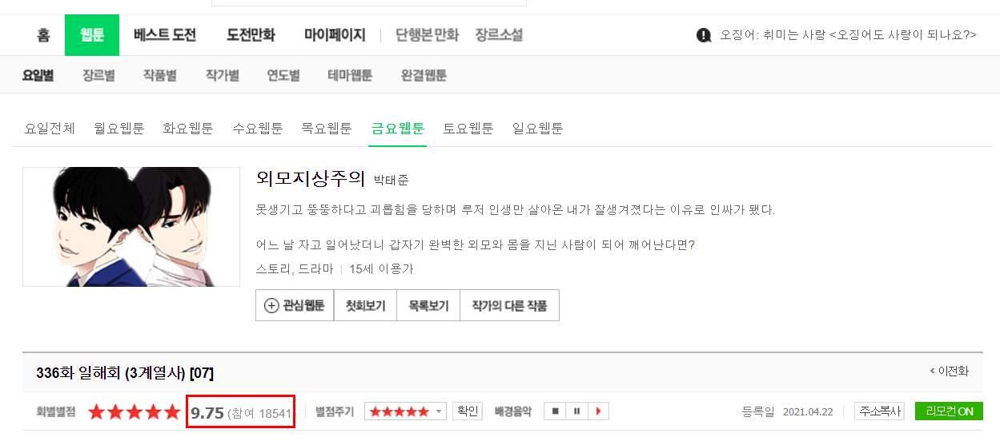 홈 웹툰 베스트 도전 도전만화 마이페이지 단행본 만화 장르소설 오징어: 취미는 사랑 <오징어도 사랑이 되나요?>
요일별 장르별 작품별 작가별 연도별 테마웹툰 완결웹툰
요일전체 월요웹툰 화요웹툰 수요웹툰 목요웹툰 금요웹툰 토요웹툰 일요웹툰
외모지상주의 박태준
못생기고 뚱뚱하다고 괴롭힘을 당하며 루저 인생만 살아온 내가 잘생겨졌다는 이유로 인싸가 됐다.
어느 날 자고 일어났더니 갑자기 완벽한 외모와 몸을 지닌 사람이 되어 깨어난다면?
스토리, 드라마 15세 이용가
관심웹툰 첫회보기 목록보기 작가의 다른 작품
336화 일해회 (3계열사) [07] 이전화
회별별점 9.75 (참여 18541) 별점주기 확인 배경음악 등록일 2021.04.22 주소복사 리모컨 ON